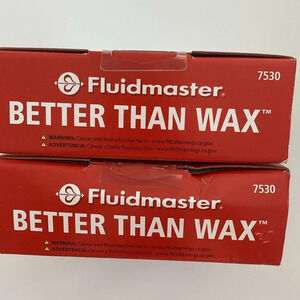 Fluidmaster® 7530
BETTER THAN WAX™
⚠ WARNING: Cancer and Reproductive Harm - www.P65Warnings.ca.gov
⚠ ADVERTENCIA: Cáncer y Daño Reproductivo - www.P65Warnings.ca.gov
Fluidmaster® 7530
BETTER THAN WAX™
⚠ WARNING: Cancer and Reproductive Harm - www.P65Warnings.ca.gov
⚠ ADVERTENCIA: Cáncer y Daño Reproductivo - www.P65Warnings.ca.gov